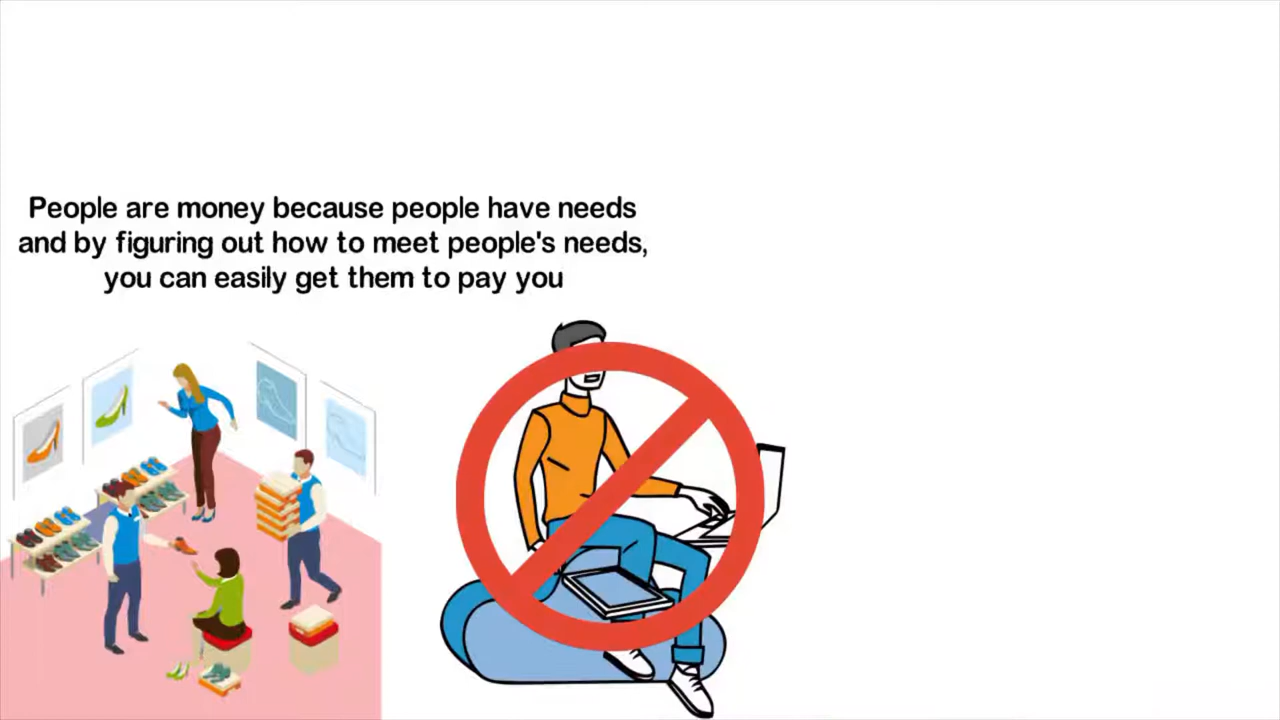 People are money because people have needs
and by figuring out how to meet people's needs,
you can easily get them to pay you